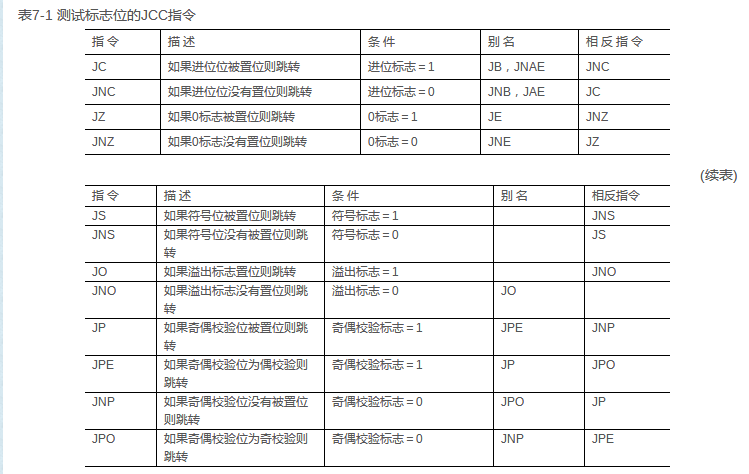 表7-1 测试标志位的JCC指令
指 令 描 述 条 件 别 名 相 反 指 令
JC 如果进位位被置位则跳转 进位标志 = 1 JB，JNAE JNC
JNC 如果进位位没有置位则跳转 进位标志 = 0 JNB，JAE JC
JZ 如果0标志被置位则跳转 0标志 = 1 JE JNZ
JNZ 如果0标志没有置位则跳转 0标志 = 0 JNE JZ
(续表)
指 令 描 述 条 件 别 名 相反指令
JS 如果符号位被置位则跳转 符号标志 = 1 JNS
JNS 如果符号位没有被置位则跳 符号标志 = 0 JS
转
JO 如果溢出标志置位则跳转 溢出标志 = 1 JNO
JNO 如果溢出标志没有置位则跳 溢出标志 = 0 JO
转
JP 如果奇偶校验位被置位则跳 奇偶校验标志 = 1 JPE JNP
转
JPE 如果奇偶校验位为偶校验则 奇偶校验标志 = 1 JP JPO
跳转
JNP 如果奇偶校验位没有被置位 奇偶校验标志 = 0 JPO JP
则跳转
JPO 如果奇偶校验位为奇校验则 奇偶校验标志 = 0 JNP JPE
跳转